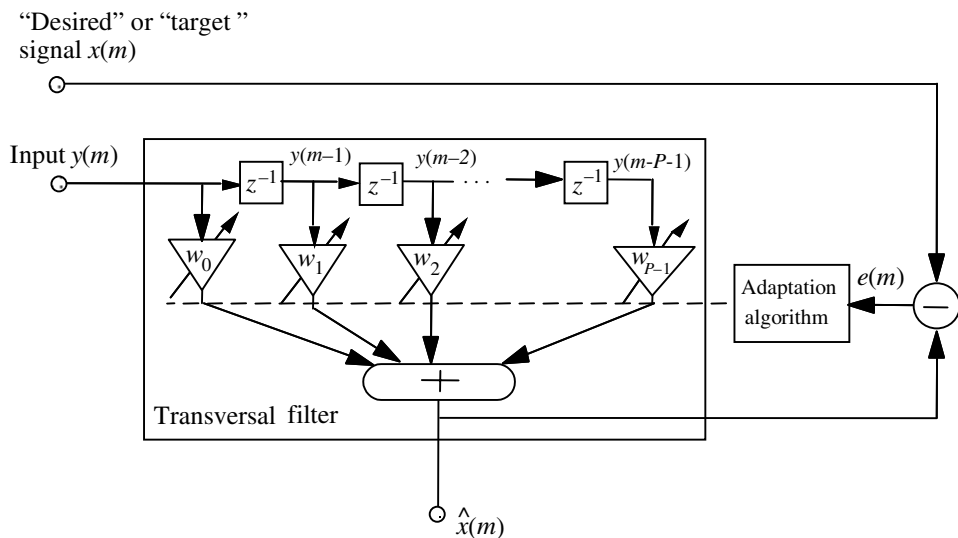 “Desired” or “target ”
signal x(m)
Input y(m)
y(m–1)
y(m–2)
y(m-P-1)
z⁻¹
z⁻¹
. . .
z⁻¹
w₀
w₁
w₂
w_{P–1}
Adaptation
algorithm
e(m)
—
+
Transversal filter
x̂(m)